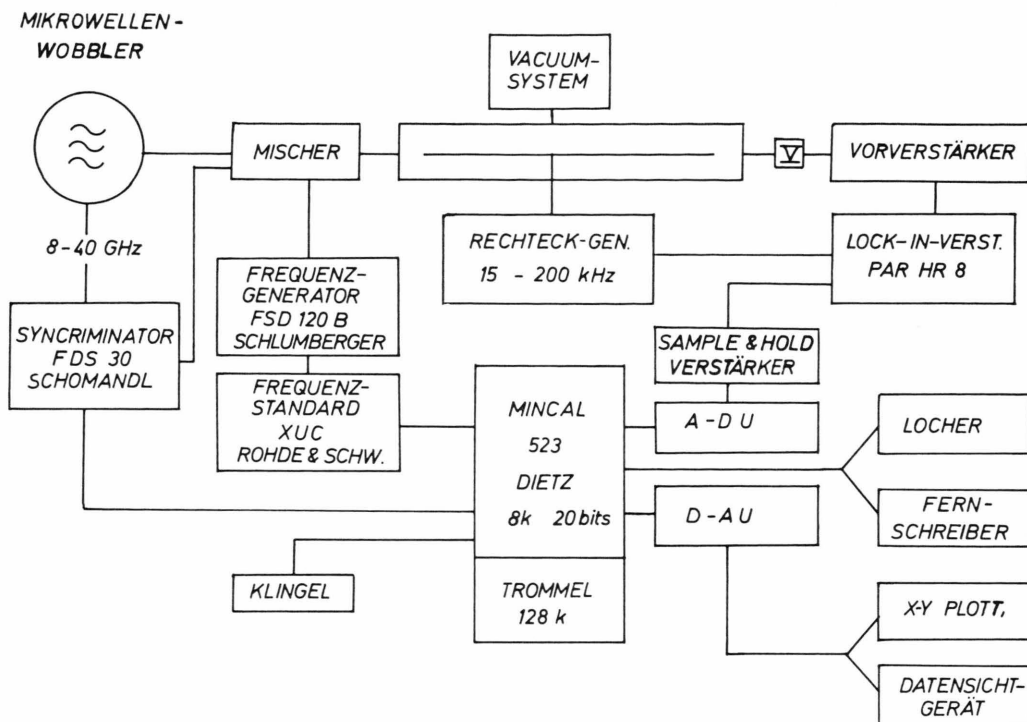 MIKROWELLEN-
WOBBLER
VACUUM-
SYSTEM
MISCHER
V
VORVERSTÄRKER
8-40 GHz
RECHTECK-GEN.
15 - 200 kHz
LOCK-IN-VERST.
PAR HR 8
FREQUENZ-
GENERATOR
FSD 120 B
SCHLUMBERGER
SYNCRIMINATOR
FDS 30
SCHOMANDL
SAMPLE & HOLD
VERSTÄRKER
FREQUENZ-
STANDARD
XUC
ROHDE & SCHW.
MINCAL
523
DIETZ
8k 20bits
A-DU
LOCHER
D-AU
FERN-
SCHREIBER
KLINGEL
TROMMEL
128 k
X-Y PLOTT,
DATENSICHT-
GERÄT